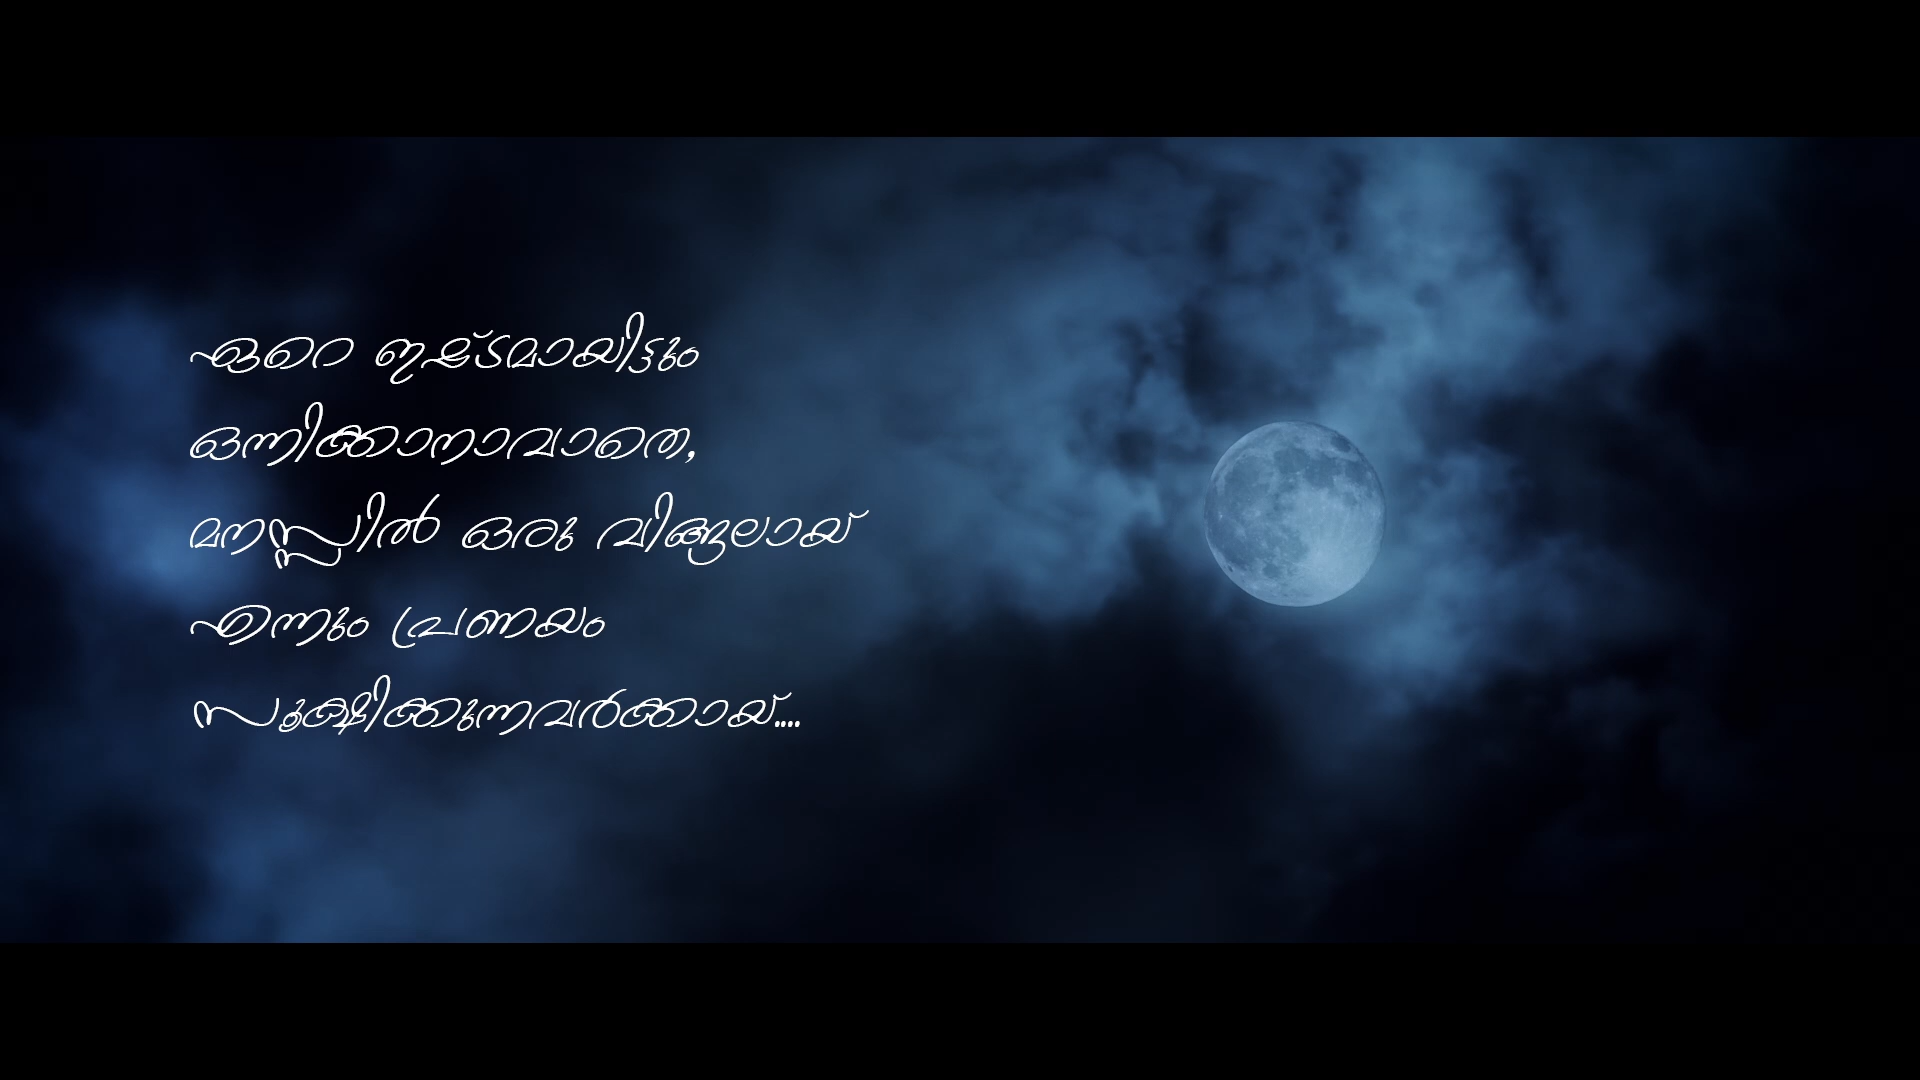 ഏറെ ഇഷ്ടമായിട്ടും
ഒന്നിക്കാനാവാതെ,
മനസ്സിൽ ഒരു വിങ്ങലായ്
എന്നും പ്രണയം
സൂക്ഷിക്കുന്നവർക്കായ്....